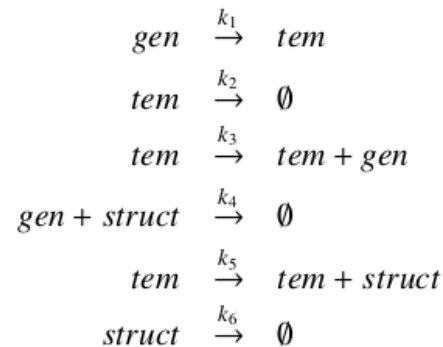 gen k₁→ tem
tem k₂→ ∅
tem k₃→ tem + gen
gen + struct k₄→ ∅
tem k₅→ tem + struct
struct k₆→ ∅